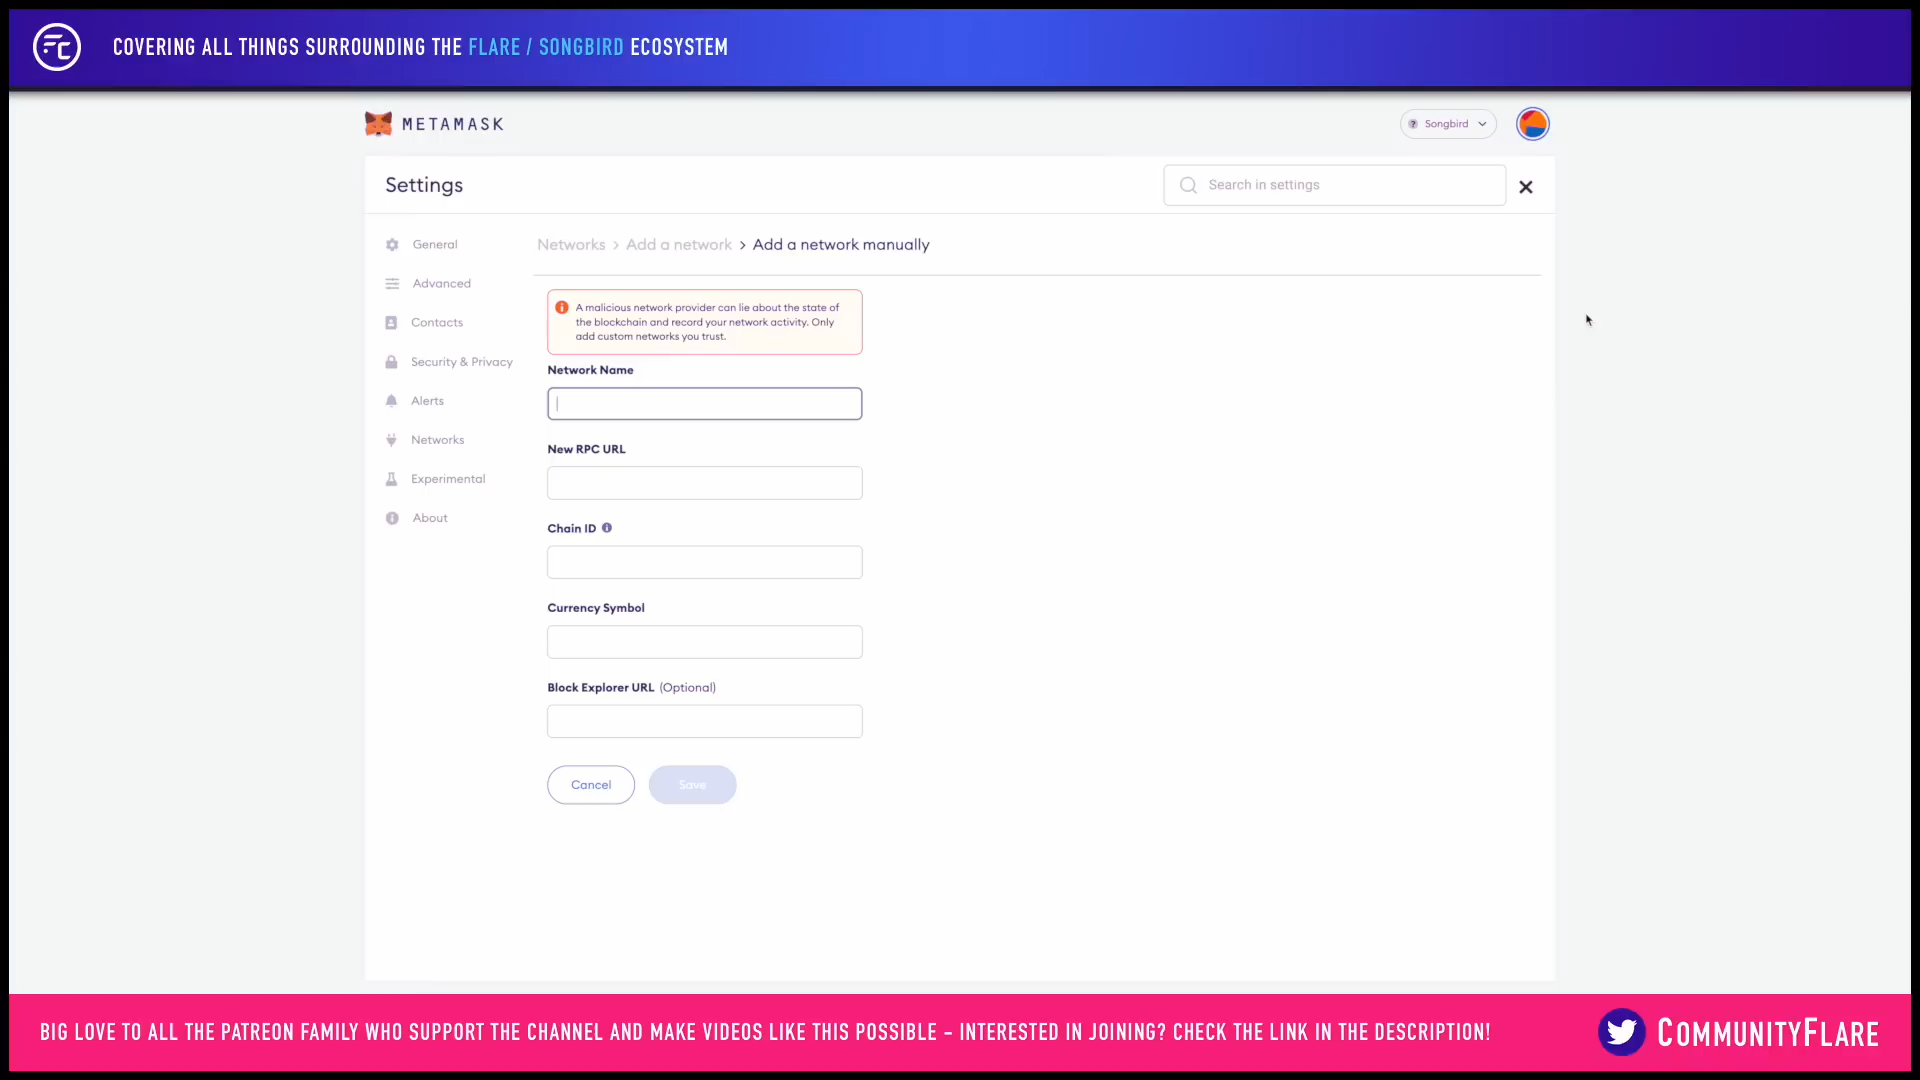 COVERING ALL THINGS SURROUNDING THE FLARE / SONGBIRD ECOSYSTEM
METAMASK
Songbird
Settings
Search in settings
General
Advanced
Contacts
Security & Privacy
Alerts
Networks
Experimental
About
Networks > Add a network > Add a network manually
A malicious network provider can lie about the state of
the blockchain and record your network activity. Only
add custom networks you trust.
Network Name
New RPC URL
Chain ID
Currency Symbol
Block Explorer URL (Optional)
Cancel
Save
BIG LOVE TO ALL THE PATREON FAMILY WHO SUPPORT THE CHANNEL AND MAKE VIDEOS LIKE THIS POSSIBLE - INTERESTED IN JOINING? CHECK THE LINK IN THE DESCRIPTION!
COMMUNITYFLARE